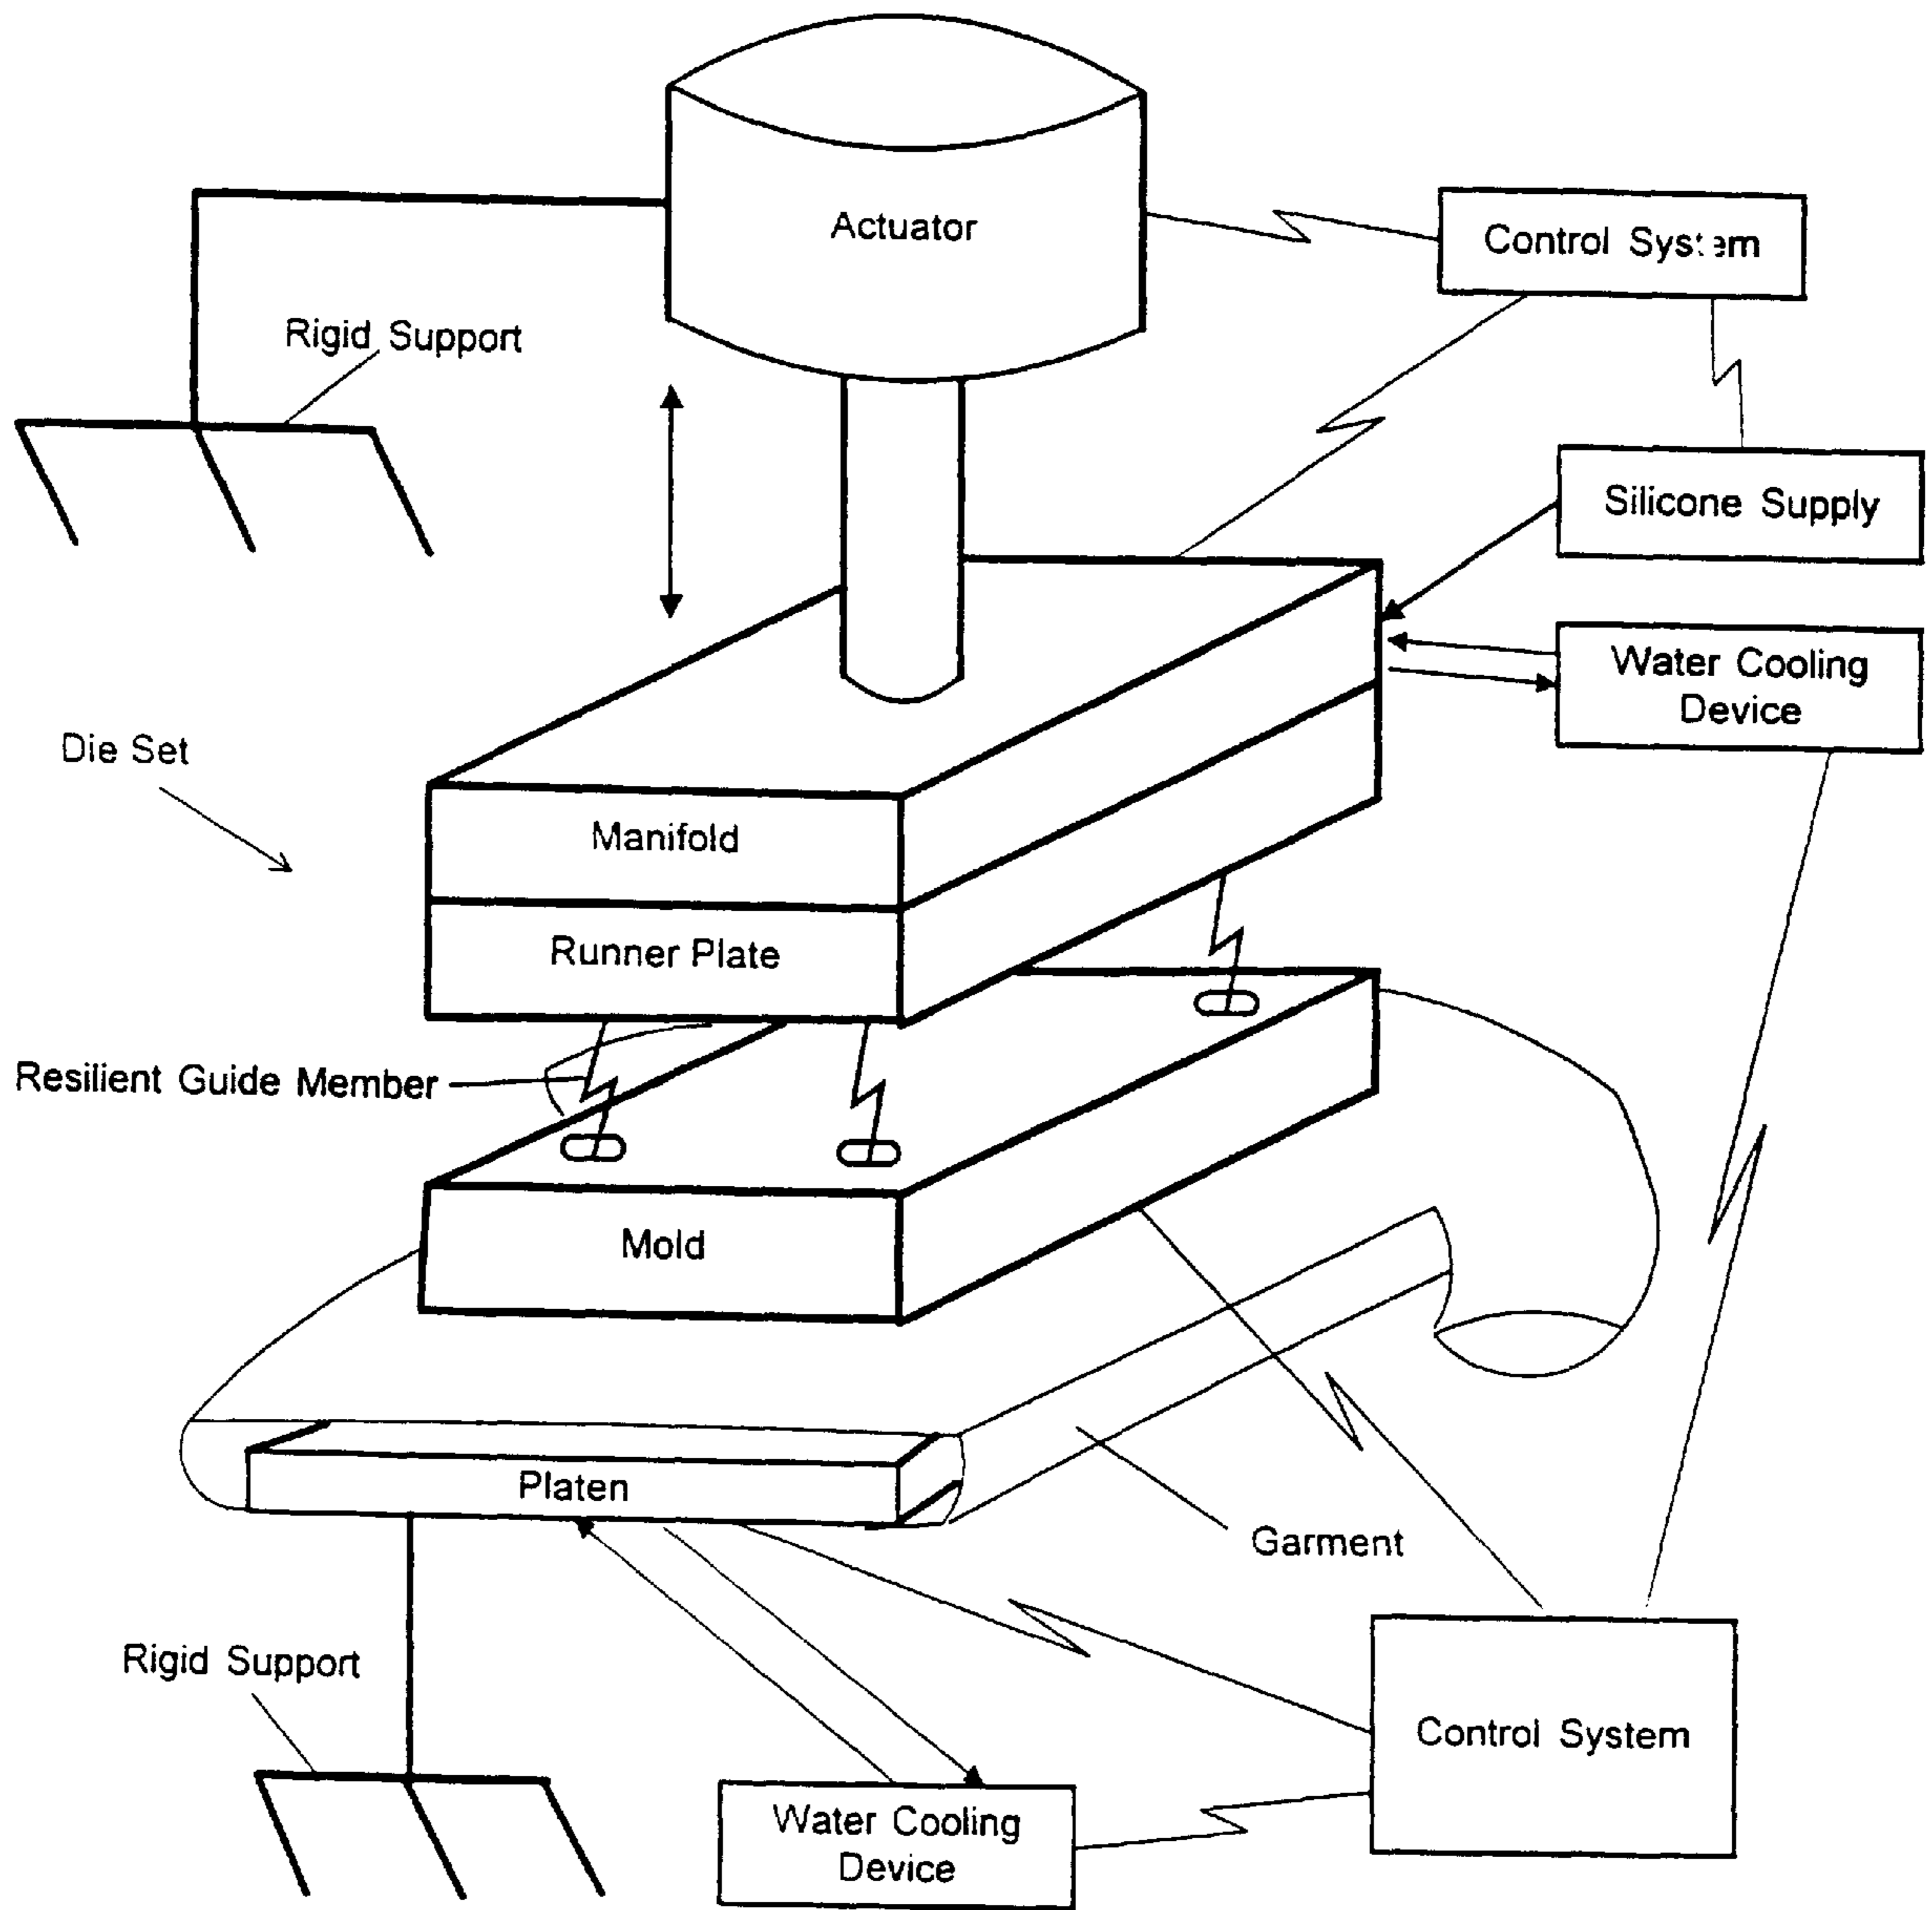 Actuator
Control System
Rigid Support
Silicone Supply
Water Cooling
Device
Die Set
Manifold
Runner Plate
Resilient Guide Member
Mold
Platen
Garment
Rigid Support
Control System
Water Cooling
Device